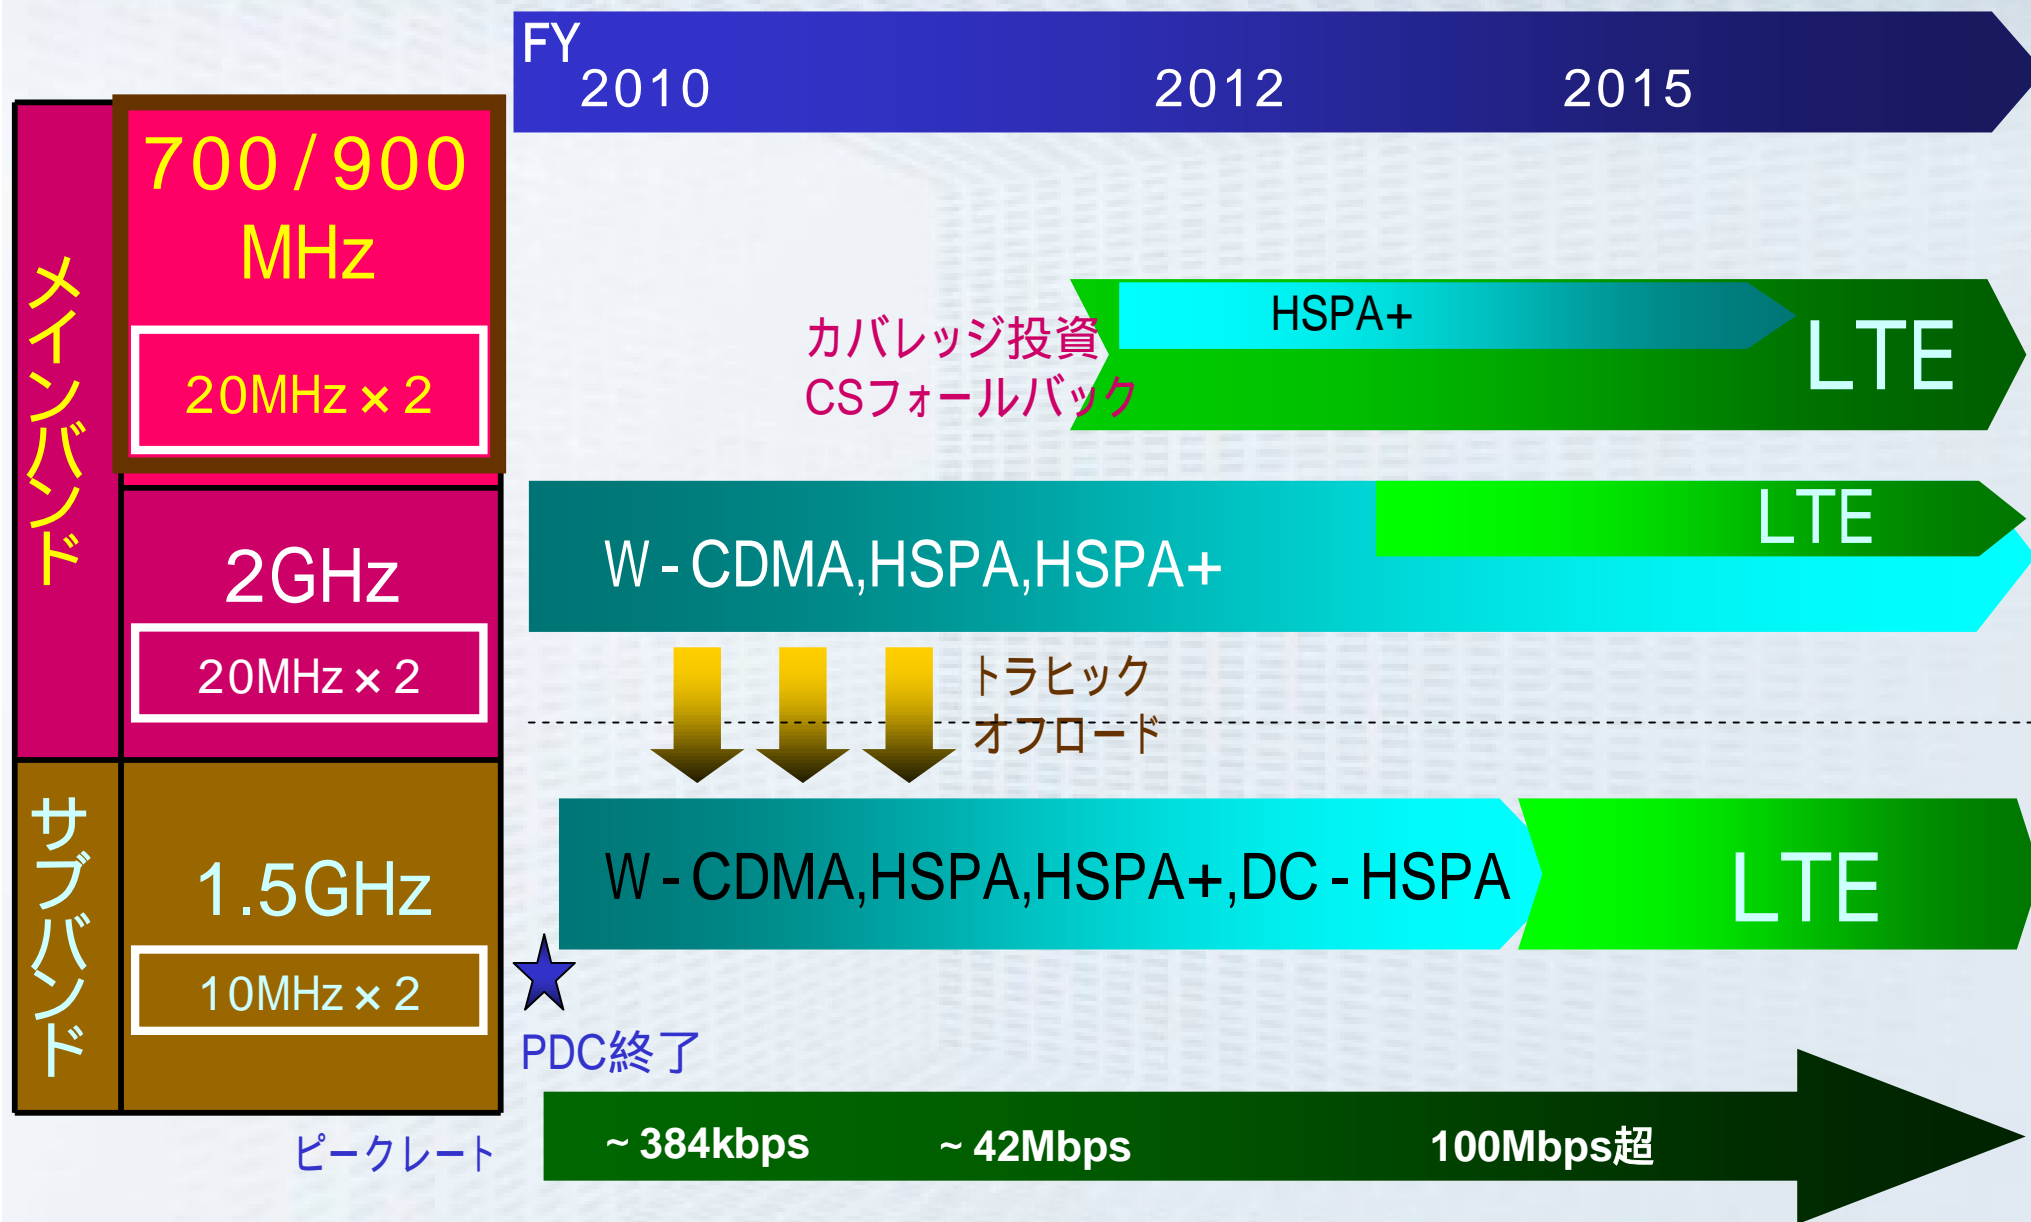 FY
2010 2012 2015
メインバンド
700/900
MHz
20MHz×2
カバレッジ投資
CSフォールバック
HSPA+
LTE
2GHz
20MHz×2
W-CDMA,HSPA,HSPA+
LTE
トラヒック
オフロード
サブバンド
1.5GHz
10MHz×2
W-CDMA,HSPA,HSPA+,DC-HSPA
LTE
PDC終了
ピークレート
~384kbps ~42Mbps 100Mbps超